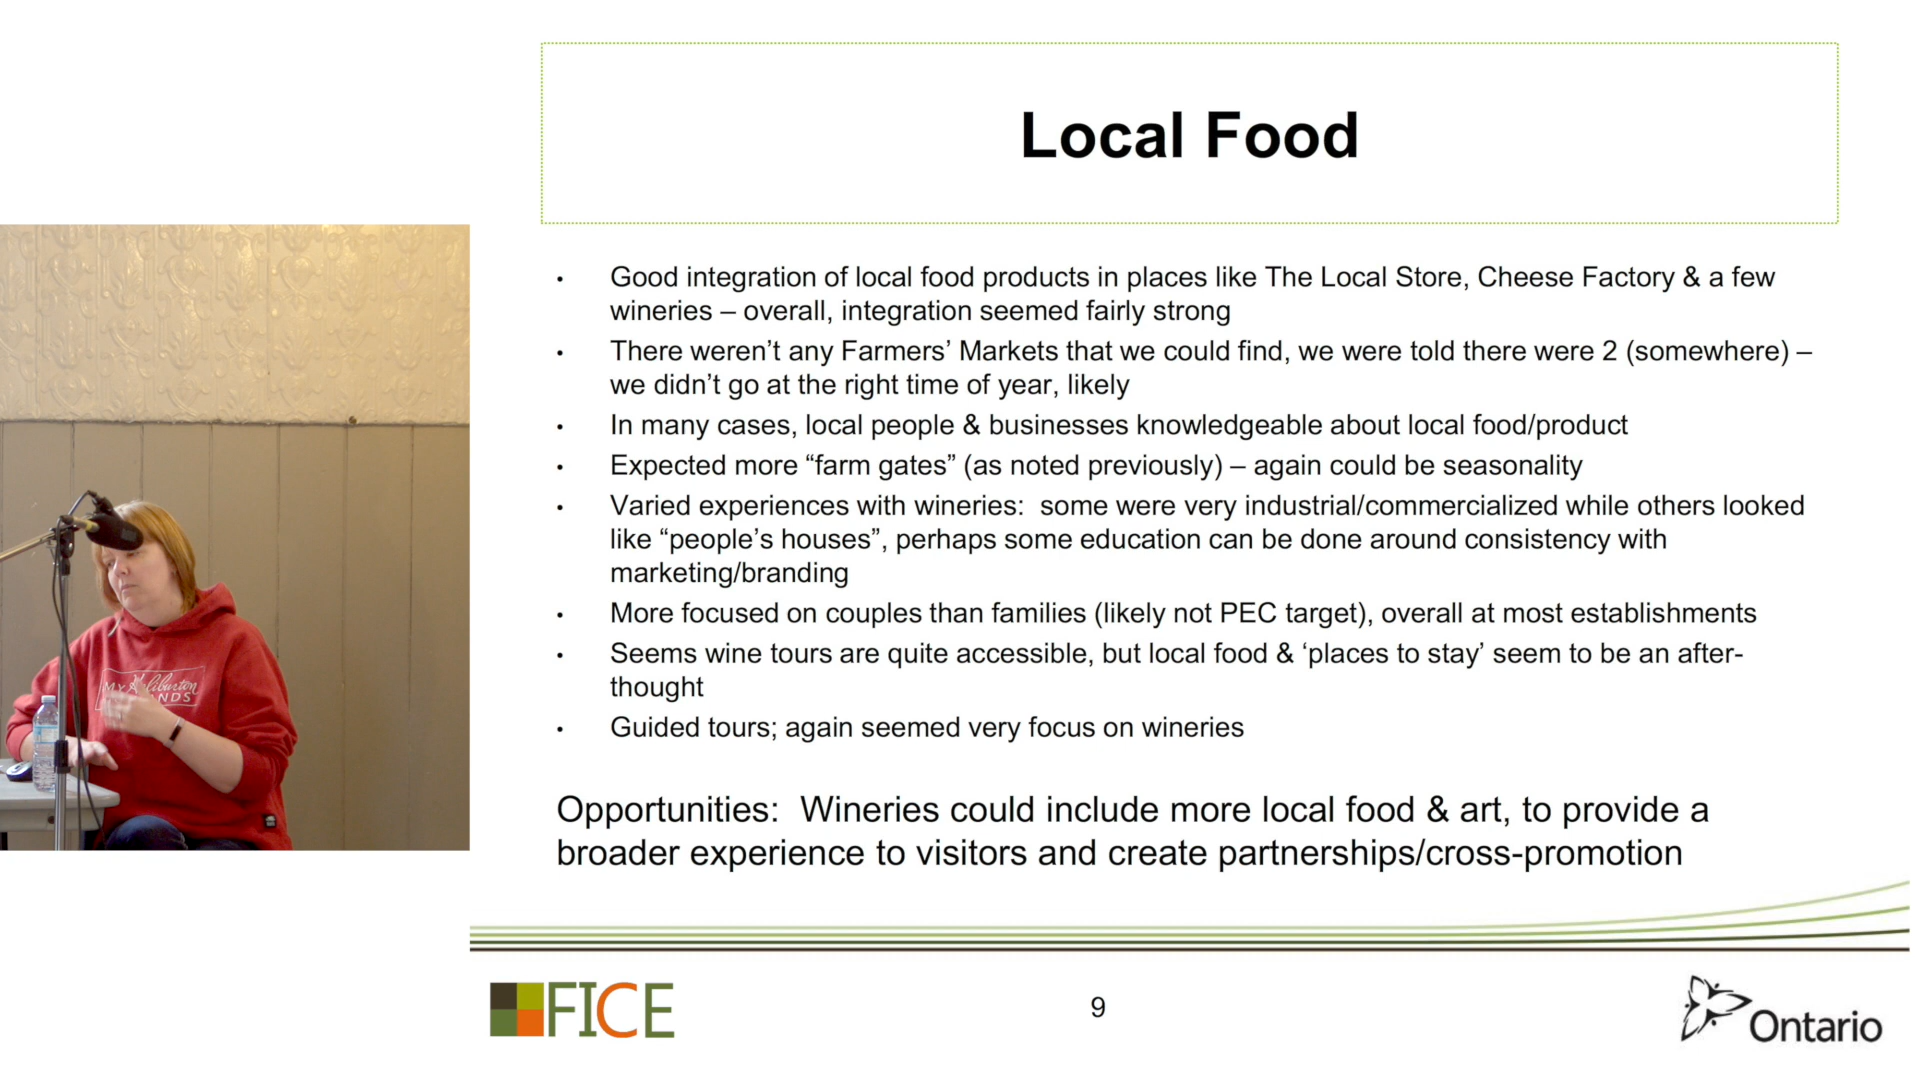 Local Food
• Good integration of local food products in places like The Local Store, Cheese Factory & a few
wineries – overall, integration seemed fairly strong
• There weren’t any Farmers’ Markets that we could find, we were told there were 2 (somewhere) –
we didn’t go at the right time of year, likely
• In many cases, local people & businesses knowledgeable about local food/product
• Expected more “farm gates” (as noted previously) – again could be seasonality
• Varied experiences with wineries:  some were very industrial/commercialized while others looked
like “people’s houses”, perhaps some education can be done around consistency with
marketing/branding
• More focused on couples than families (likely not PEC target), overall at most establishments
• Seems wine tours are quite accessible, but local food & ‘places to stay’ seem to be an after-
thought
• Guided tours; again seemed very focus on wineries
Opportunities:  Wineries could include more local food & art, to provide a
broader experience to visitors and create partnerships/cross-promotion
FICE
9
Ontario
MY